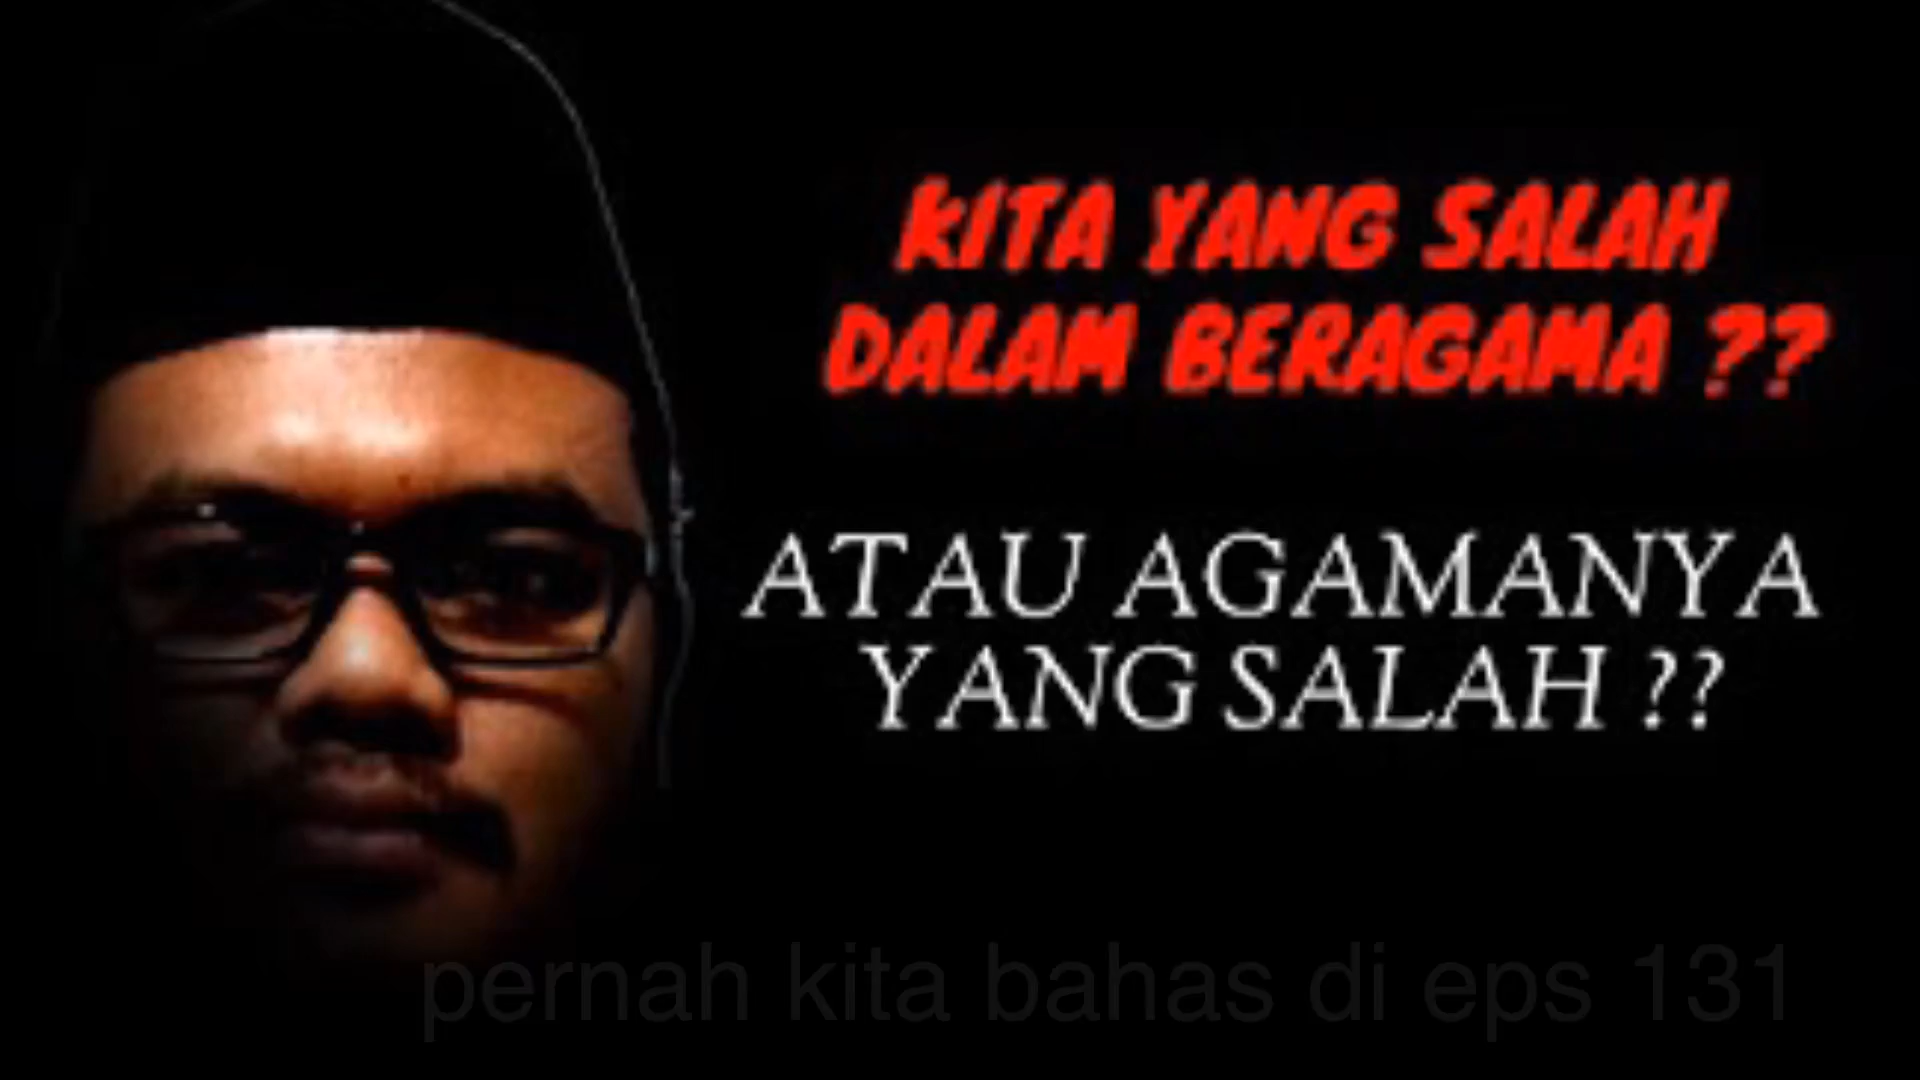 KITA YANG SALAH
DALAM BERAGAMA ??
ATAU AGAMANYA
YANG SALAH ??
pernah kita bahas di eps 131